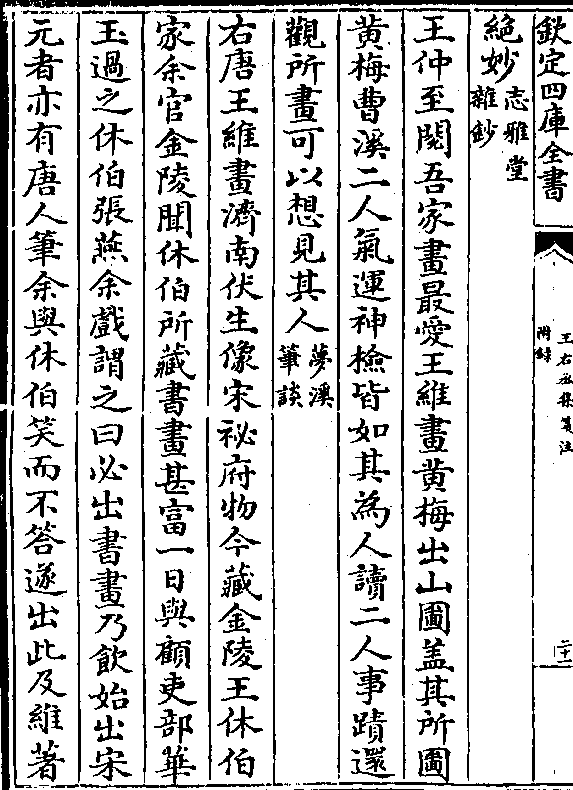 欽定四庫全書
王右丞集箋注
附錄
二十一
絕妙志雅堂雜鈔
王仲至閱吾家畫最愛王維畫黄梅出山圖盖其所圖
黄梅曹溪二人氣運神檢皆如其為人讀二人事蹟還
觀所畫可以想見其人夢溪筆談
右唐王維畫濟南伏生像宋祕府物今藏金陵王休伯
家余官金陵聞休伯所藏書畫甚富一日與顧吏部華
玉過之休伯張燕余戲謂之曰必出書畫乃飲始出宋
元者亦有唐人筆余與休伯笑而不答遂出此及維著